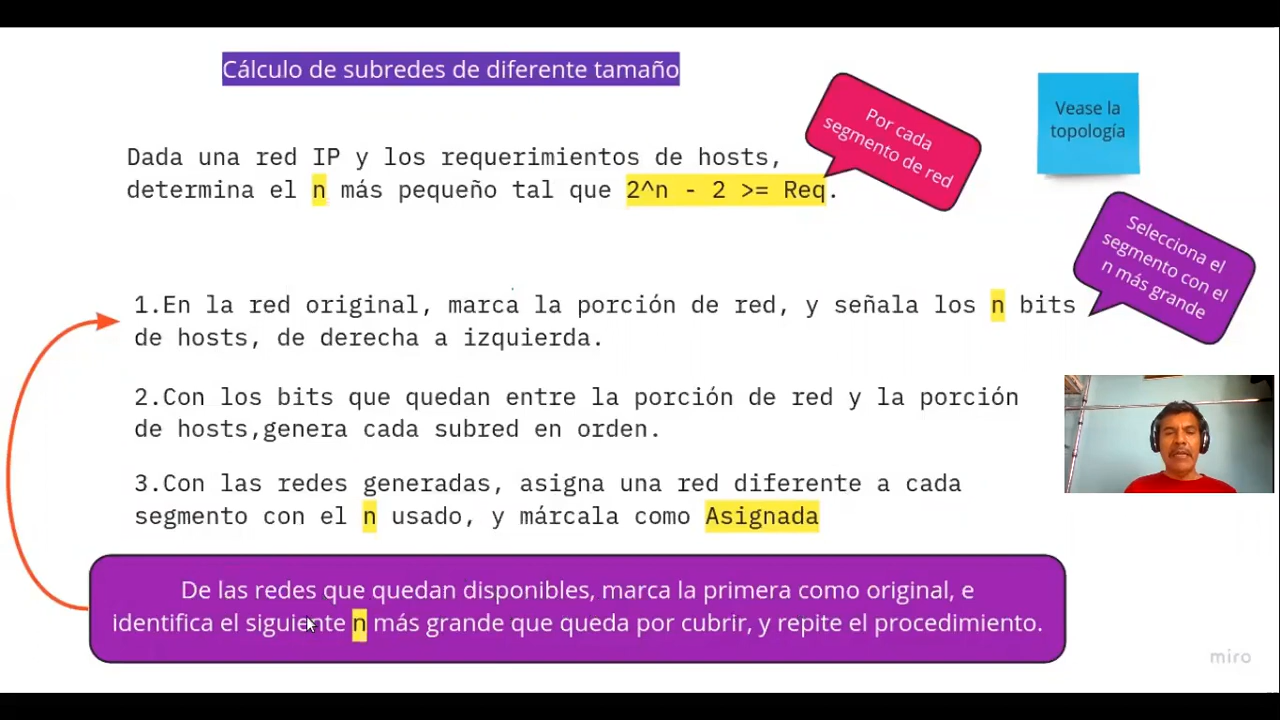 Cálculo de subredes de diferente tamaño
Por cada
segmento de red
Vease la
topología
Dada una red IP y los requerimientos de hosts,
determina el n más pequeño tal que 2^n - 2 >= Req.
Selecciona el
segmento con el
n más grande
1.En la red original, marca la porción de red, y señala los n bits
de hosts, de derecha a izquierda.
2.Con los bits que quedan entre la porción de red y la porción
de hosts,genera cada subred en orden.
3.Con las redes generadas, asigna una red diferente a cada
segmento con el n usado, y márcala como Asignada
De las redes que quedan disponibles, marca la primera como original, e
identifica el siguiente n más grande que queda por cubrir, y repite el procedimiento.
miro